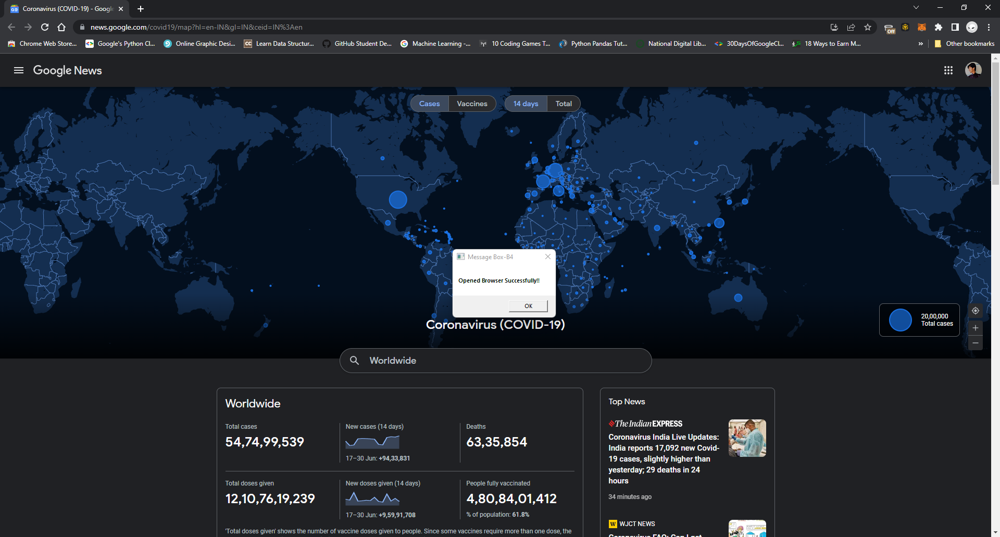 Coronavirus (COVID-19) - Google
news.google.com/covid19/map?hl=en-IN&gl=IN&ceid=IN%3Aen
Off
Chrome Web Store...
Google's Python Cl...
Online Graphic Desi...
CC
Learn Data Structur...
GitHub Student De...
Machine Learning -...
10 Coding Games T...
Python Pandas Tut...
National Digital Lib...
30DaysOfGoogleCl...
18 Ways to Earn M...
»
Other bookmarks
Google News
Cases
Vaccines
14 days
Total
Message Box-B4
Opened Browser Successfully!!
OK
Coronavirus (COVID-19)
20,00,000
Total cases
Worldwide
Worldwide
Total cases
54,74,99,539
New cases (14 days)
17–30 Jun: +94,33,831
Deaths
63,35,854
Total doses given
12,10,76,19,239
New doses given (14 days)
17–30 Jun: +9,59,91,708
People fully vaccinated
4,80,84,01,412
% of population: 61.8%
'Total doses given' shows the number of vaccine doses given to people. Since some vaccines require more than one dose, the
Top News
The Indian EXPRESS
Coronavirus India Live Updates:
India reports 17,092 new Covid-
19 cases, slightly higher than
yesterday; 29 deaths in 24
hours
34 minutes ago
W WJCT NEWS
Coronavirus FAQ: Can I get